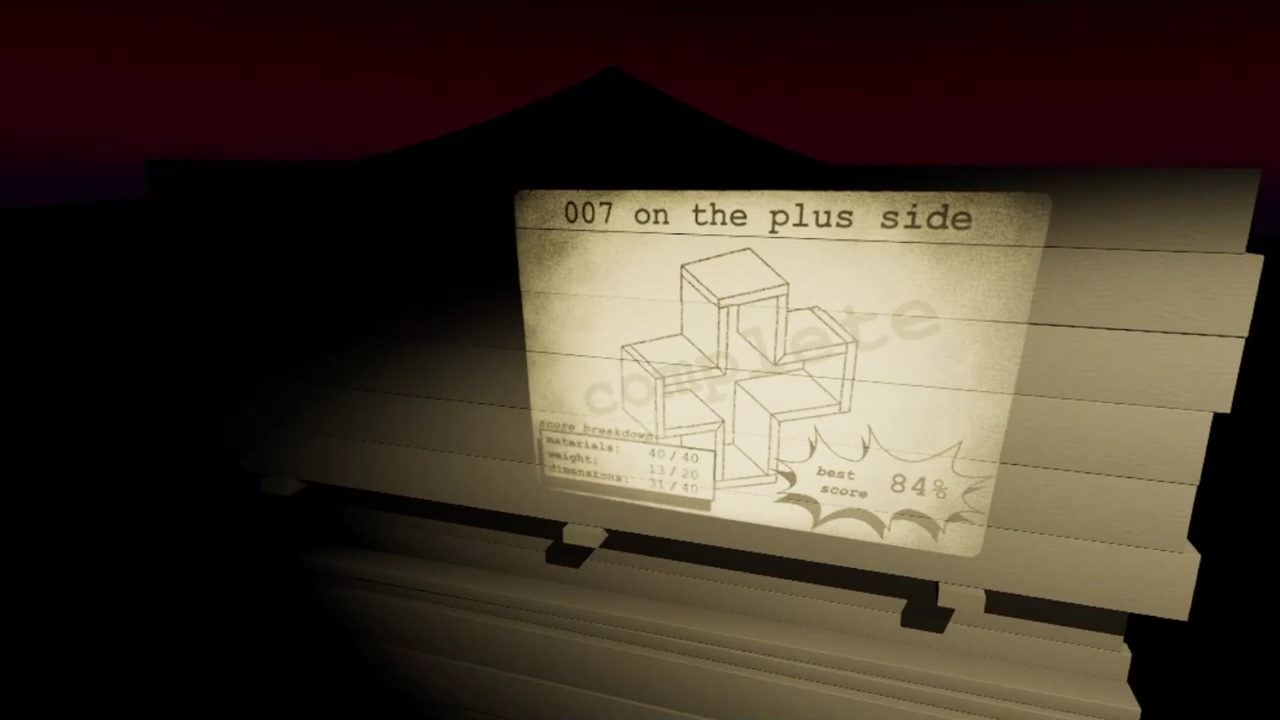 007 on the plus side
complete
score breakdown:
materials: 40/40
weight: 13/20
dimensions: 31/40
best
score 84%